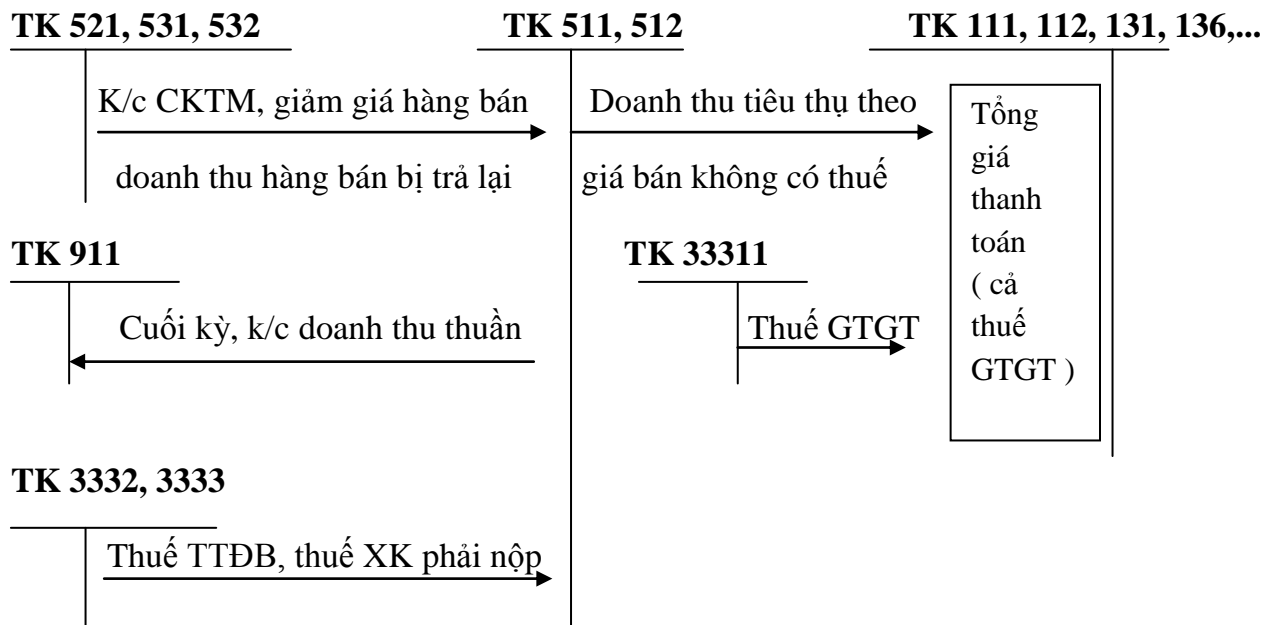 TK 521, 531, 532
TK 511, 512
TK 111, 112, 131, 136,...
K/c CKTM, giảm giá hàng bán
doanh thu hàng bán bị trả lại
Doanh thu tiêu thụ theo
giá bán không có thuế
Tổng
giá
thanh
toán
( cả
thuế
GTGT )
TK 911
TK 33311
Cuối kỳ, k/c doanh thu thuần
Thuế GTGT
TK 3332, 3333
Thuế TTĐB, thuế XK phải nộp